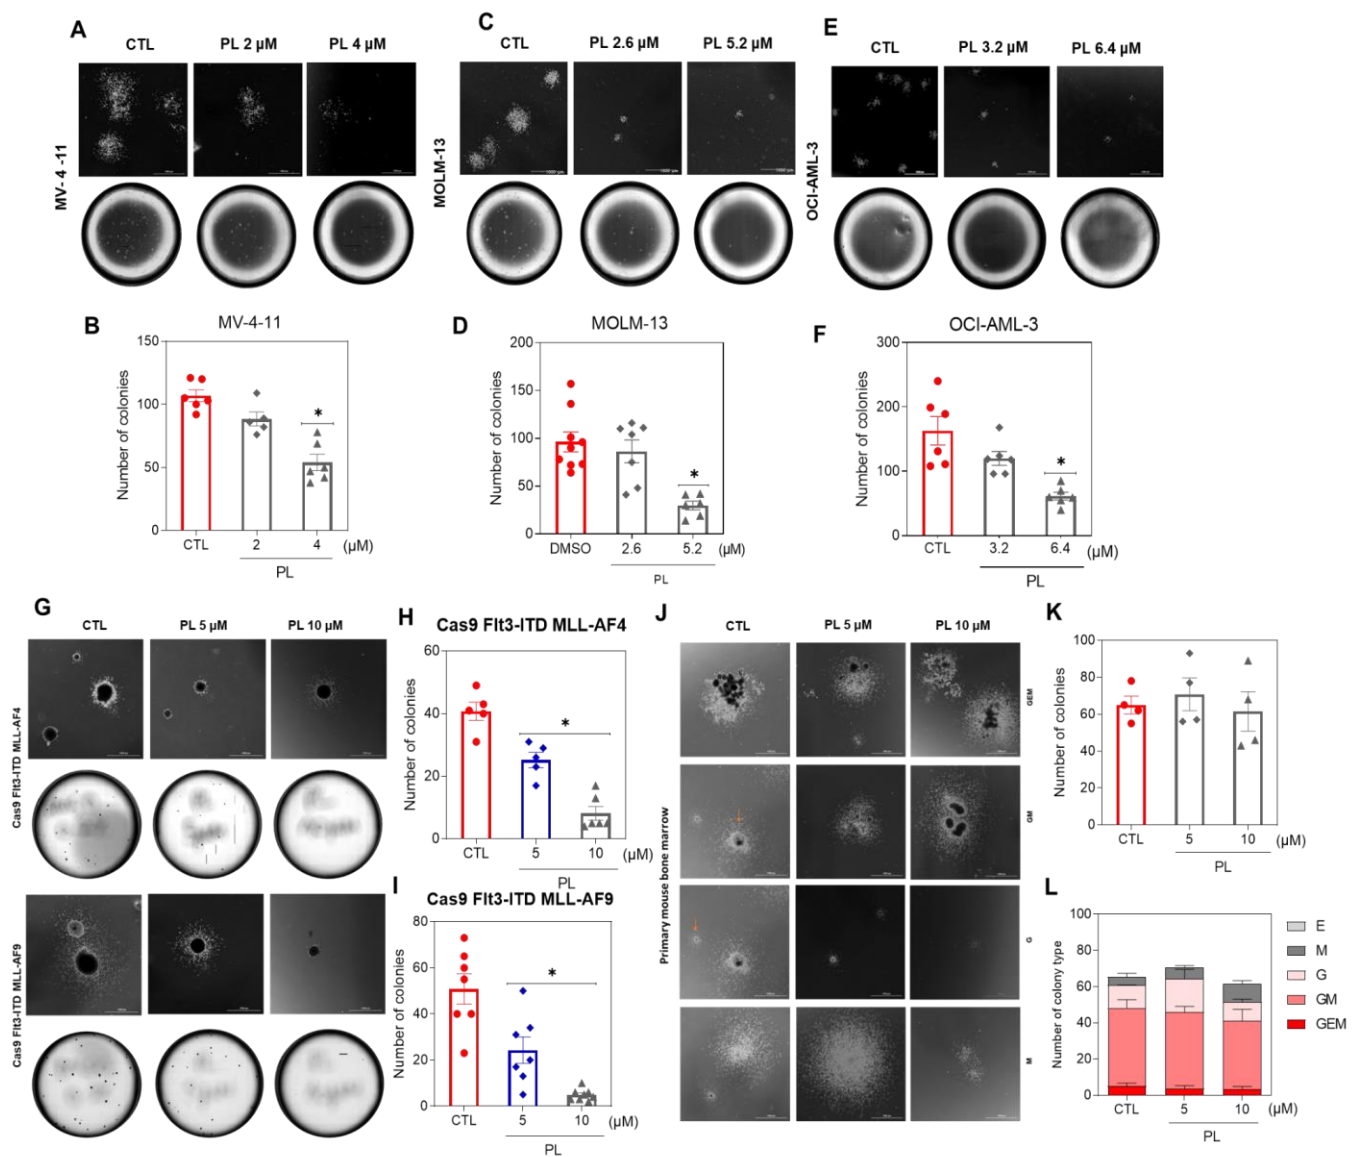 A
CTL PL 2 µM PL 4 µM
MV- 4 -11
B
MV-4-11
Number of colonies
150
100
50
0
*
CTL 2 4 (µM)
PL
C
CTL PL 2.6 µM PL 5.2 µM
MOLM-13
D
MOLM-13
Number of colonies
200
150
100
50
0
*
DMSO 2.6 5.2 (µM)
PL
E
CTL PL 3.2 µM PL 6.4 µM
OCI-AML-3
F
OCI-AML-3
Number of colonies
300
200
100
0
*
CTL 3.2 6.4 (µM)
PL
G
CTL PL 5 µM PL 10 µM
Cas9 Flt3-ITD MLL-AF4
Cas9 Flt3-ITD MLL-AF9
H
Cas9 Flt3-ITD MLL-AF4
Number of colonies
60
40
20
0
*
CTL 5 10 (µM)
PL
I
Cas9 Flt3-ITD MLL-AF9
Number of colonies
80
60
40
20
0
*
CTL 5 10 (µM)
PL
J
CTL PL 5 µM PL 10 µM
Primary mouse bone marrow
GEM
GM
G
M
K
Number of colonies
100
80
60
40
20
0
CTL 5 10 (µM)
PL
L
Number of colony type
100
80
60
40
20
0
CTL 5 10 (µM)
PL
E
M
G
GM
GEM